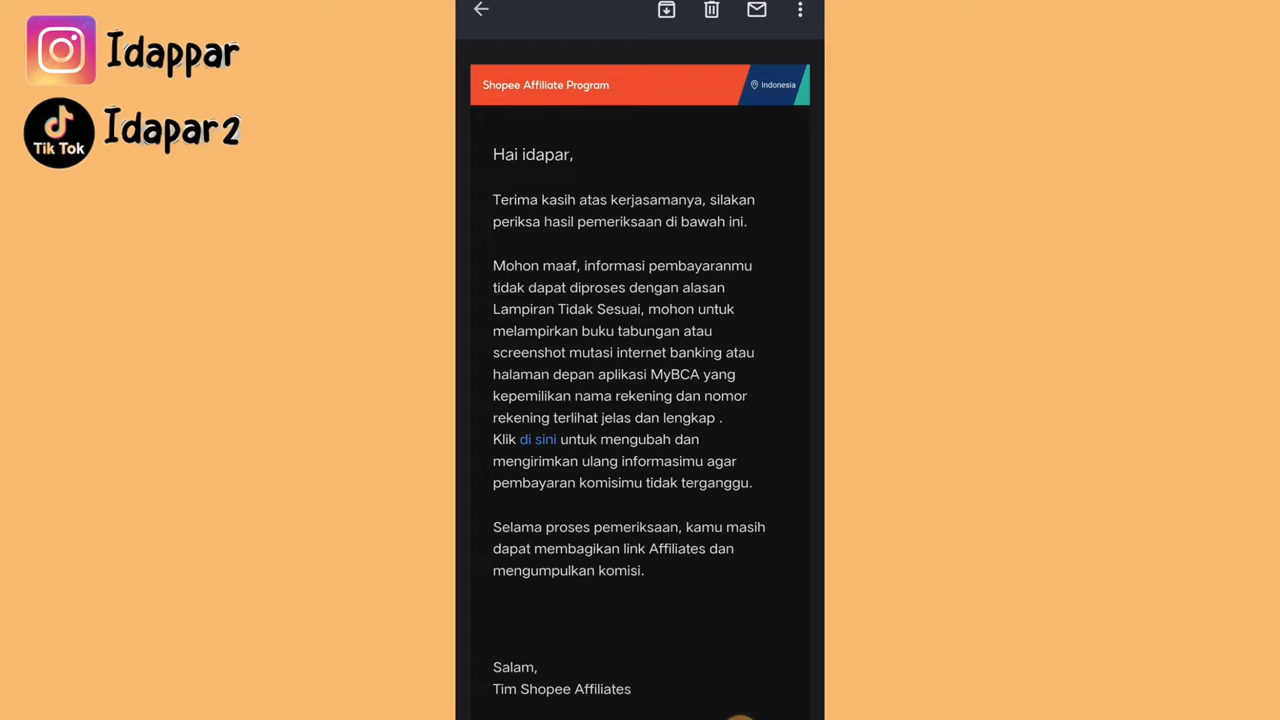 Idappar
Tik Tok
Idapar2
Shopee Affiliate Program
Indonesia
Hai idapar,
Terima kasih atas kerjasamanya, silakan
periksa hasil pemeriksaan di bawah ini.
Mohon maaf, informasi pembayaranmu
tidak dapat diproses dengan alasan
Lampiran Tidak Sesuai, mohon untuk
melampirkan buku tabungan atau
screenshot mutasi internet banking atau
halaman depan aplikasi MyBCA yang
kepemilikan nama rekening dan nomor
rekening terlihat jelas dan lengkap .
Klik di sini untuk mengubah dan
mengirimkan ulang informasimu agar
pembayaran komisimu tidak terganggu.
Selama proses pemeriksaan, kamu masih
dapat membagikan link Affiliates dan
mengumpulkan komisi.
Salam,
Tim Shopee Affiliates